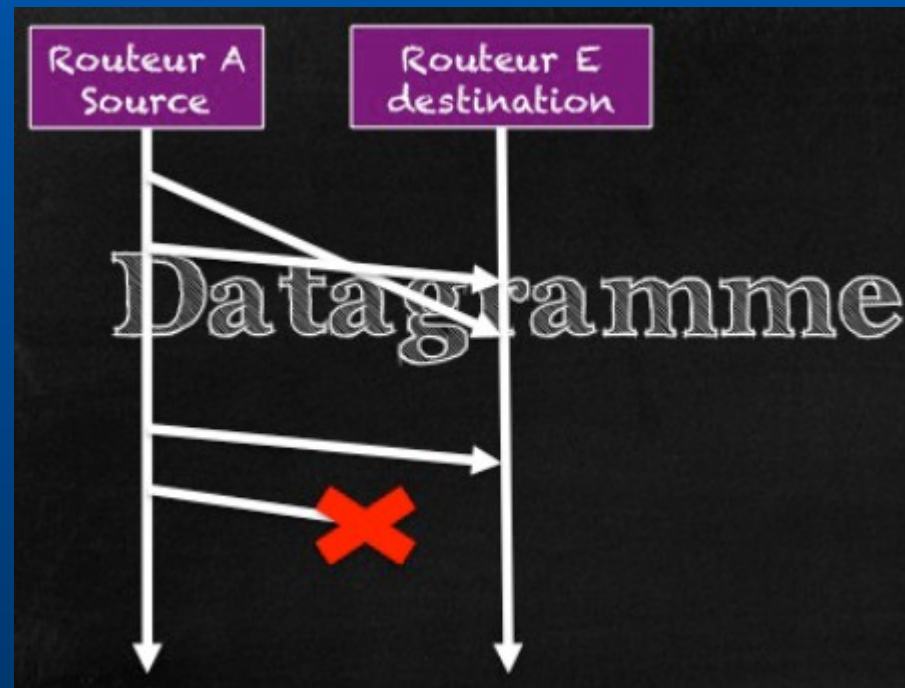 Routeur A
Source
Routeur E
destination
Datagramme